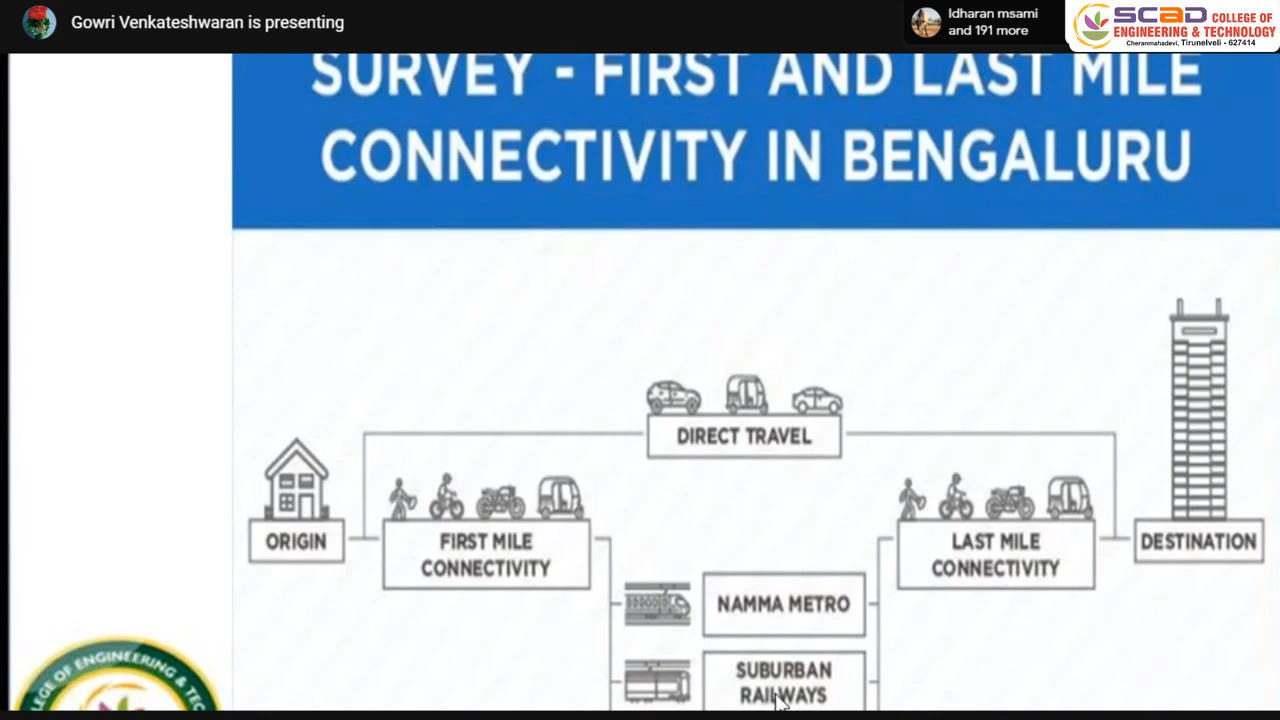 Gowri Venkateshwaran is presenting
Idharan msami
and 191 more
SCAD COLLEGE OF
ENGINEERING & TECHNOLOGY
Cheranmahadevi, Tirunelveli - 627414
SURVEY - FIRST AND LAST MILE
CONNECTIVITY IN BENGALURU
DIRECT TRAVEL
ORIGIN
FIRST MILE
CONNECTIVITY
LAST MILE
CONNECTIVITY
DESTINATION
NAMMA METRO
SUBURBAN
RAILWAYS
OF ENGINEERING &